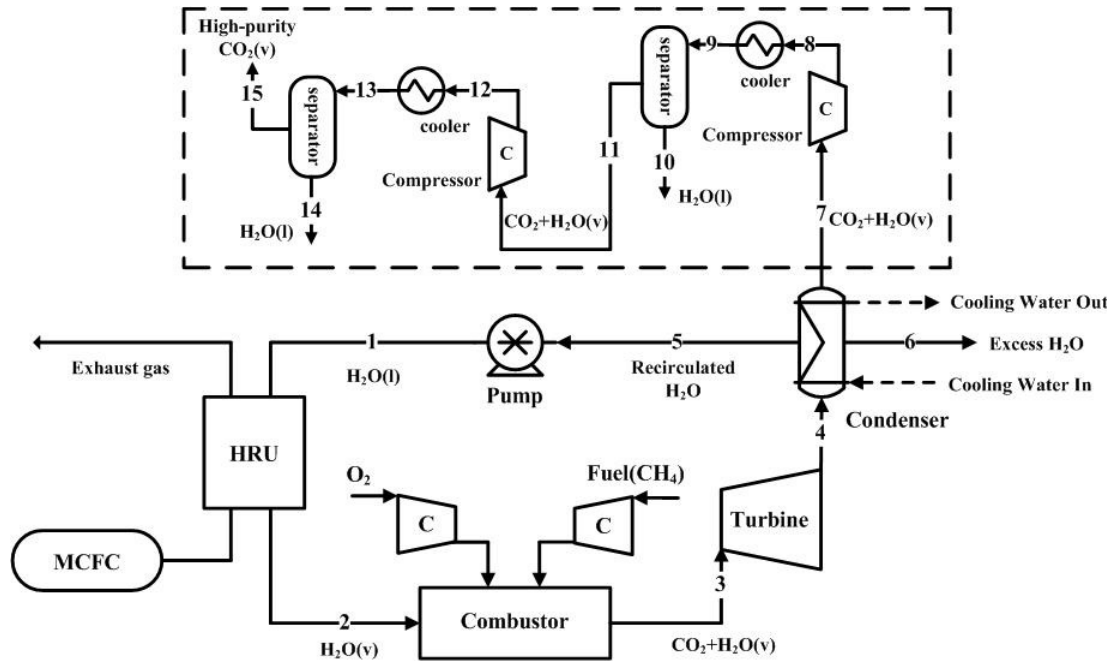 High-purity
CO₂(v)
15
separator
13
cooler
12
C
Compressor
14
H₂O(l)
CO₂+H₂O(v)
11
separator
9
cooler
8
C
Compressor
10
H₂O(l)
7
CO₂+H₂O(v)
Cooling Water Out
6
Excess H₂O
Cooling Water In
Condenser
4
5
Recirculated
H₂O
Pump
1
H₂O(l)
Exhaust gas
HRU
MCFC
2
H₂O(v)
O₂
C
Fuel(CH₄)
C
Combustor
CO₂+H₂O(v)
3
Turbine